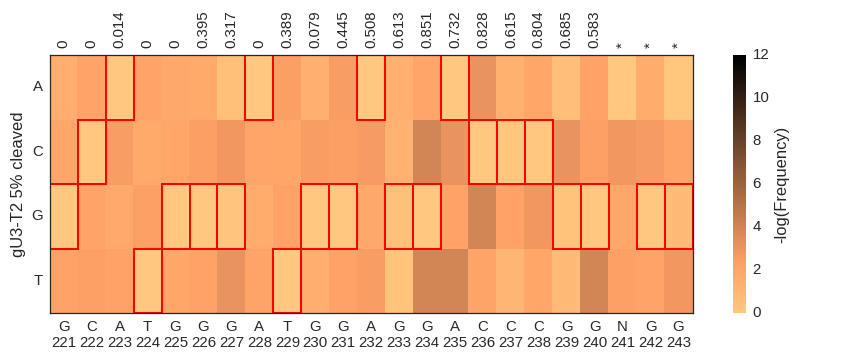 0 0 0.014 0 0 0.395 0.317 0 0.389 0.079 0.445 0.508 0.613 0.851 0.732 0.828 0.615 0.804 0.685 0.583 * * *
gU3-T2 5% cleaved
A
C
G
T
G C A T G G G A T G G A G G A C C C G G N G G
221 222 223 224 225 226 227 228 229 230 231 232 233 234 235 236 237 238 239 240 241 242 243
12
10
8
6
4
2
0
-log(Frequency)